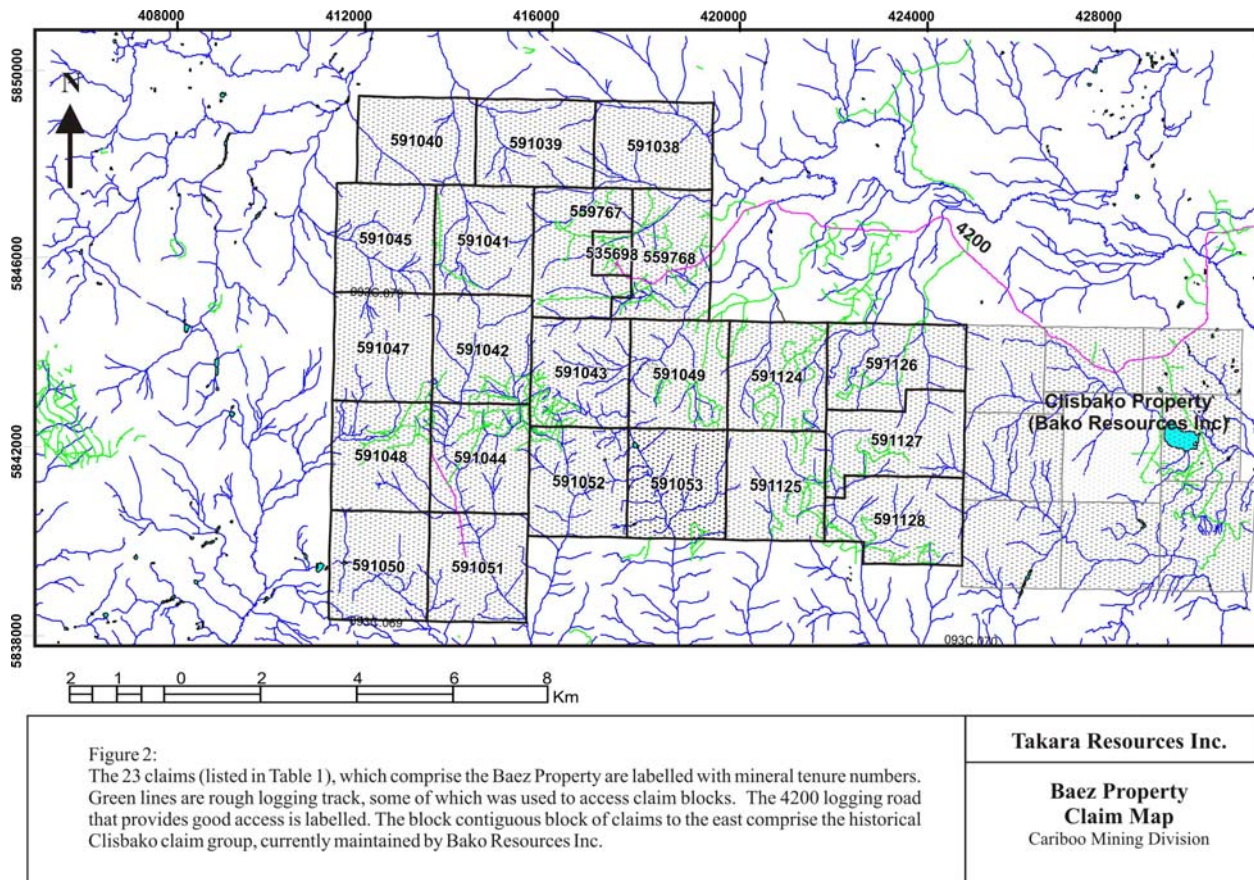 408000 412000 416000 420000 424000 428000
5850000
5846000
5842000
5838000
N
591040 591039 591038
559767
591045 591041
535698 559768
4200
093C.079
591047 591042 591043 591049 591124 591126
Clisbako Property
(Bako Resources Inc)
591127
591048 591044
591052 591053 591125
591128
591050 591051
093C.069
093C.070
2 1 0 2 4 6 8
Km
Figure 2:
The 23 claims (listed in Table 1), which comprise the Baez Property are labelled with mineral tenure numbers.
Green lines are rough logging track, some of which was used to access claim blocks. The 4200 logging road
that provides good access is labelled. The block contiguous block of claims to the east comprise the historical
Clisbako claim group, currently maintained by Bako Resources Inc.
Takara Resources Inc.
Baez Property
Claim Map
Cariboo Mining Division